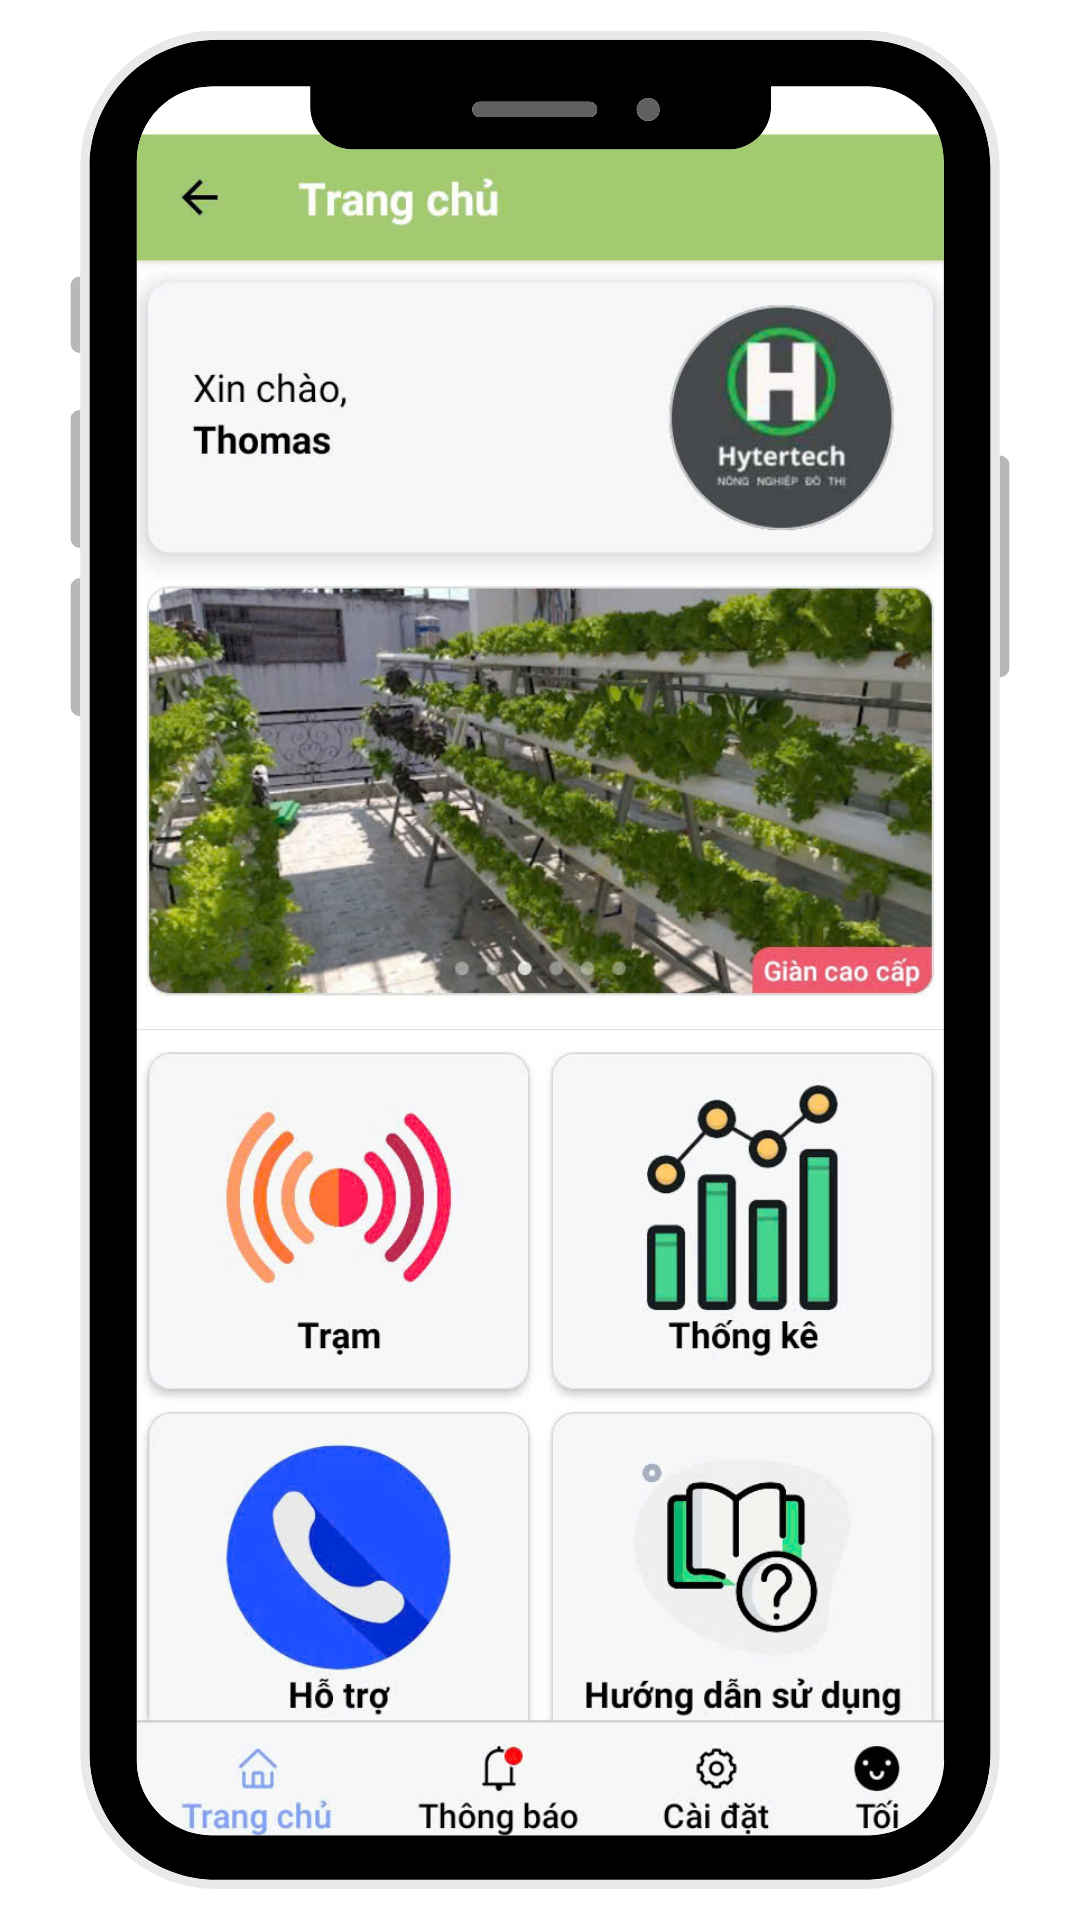 Trang chủ
Xin chào,
Thomas
H
Hytertech
NÔNG NGHIỆP ĐÔ THỊ
Giàn cao cấp
Trạm
Thống kê
Hỗ trợ
Hướng dẫn sử dụng
Trang chủ
Thông báo
Cài đặt
Tối